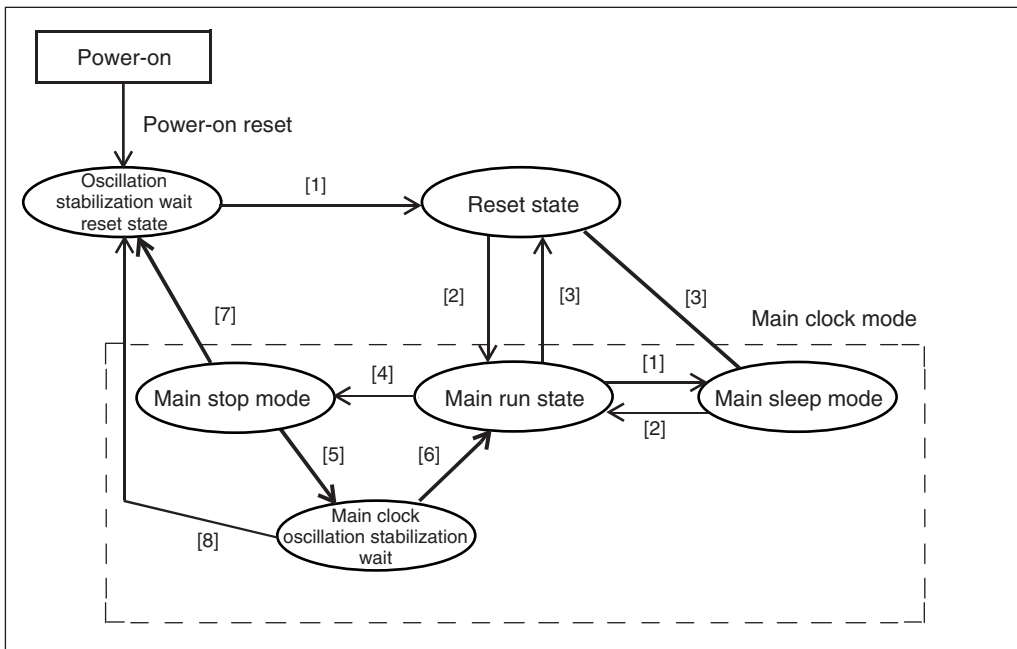 Power-on
Power-on reset
Oscillation
stabilization wait
reset state
[1]
Reset state
[2]
[3]
[3]
[7]
Main clock mode
Main stop mode
[4]
Main run state
[1]
[2]
Main sleep mode
[5]
[6]
Main clock
oscillation stabilization
wait
[8]